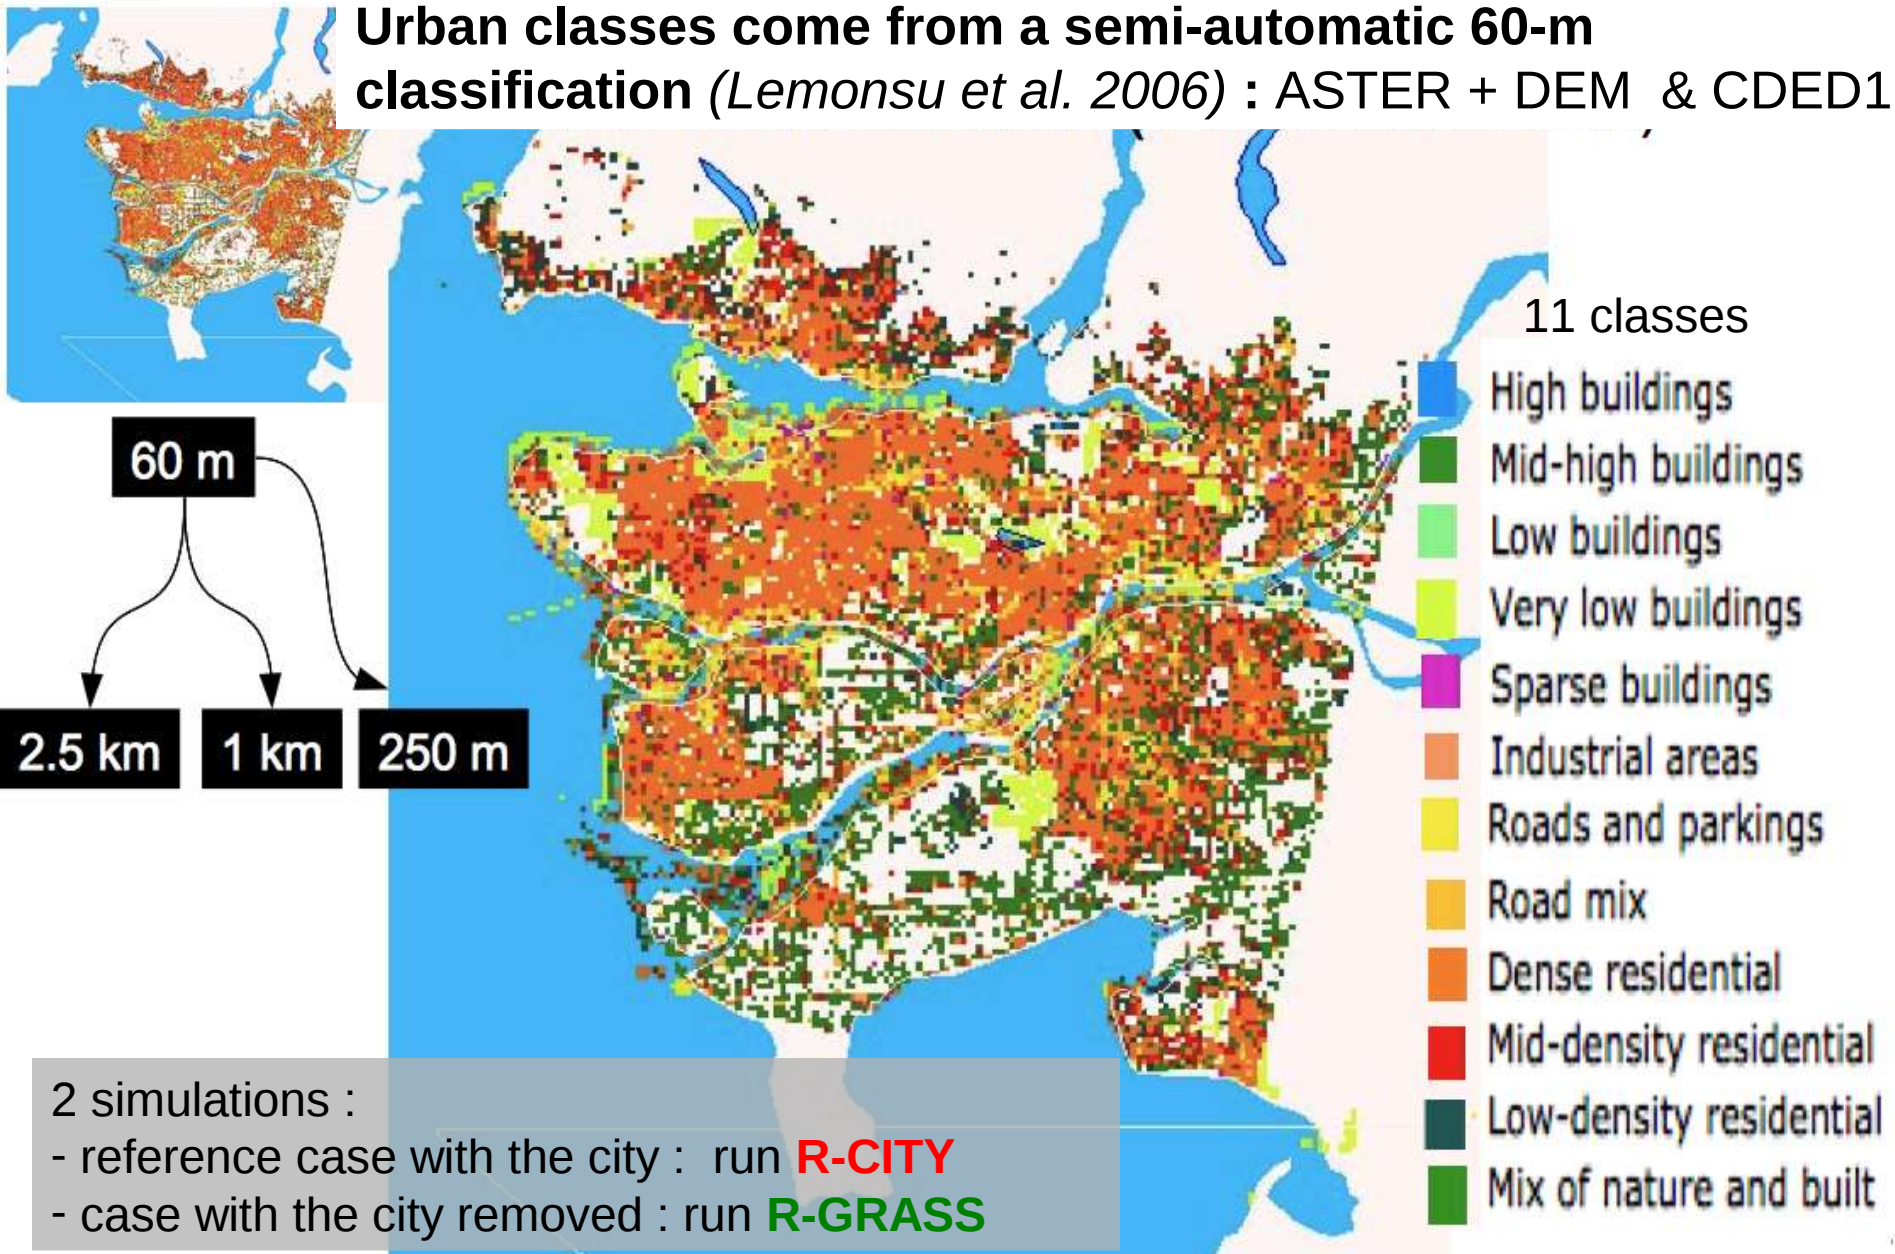 Urban classes come from a semi-automatic 60-m
classification (Lemonsu et al. 2006) : ASTER + DEM & CDED1
11 classes
High buildings
Mid-high buildings
Low buildings
Very low buildings
Sparse buildings
Industrial areas
Roads and parkings
Road mix
Dense residential
Mid-density residential
Low-density residential
Mix of nature and built
60 m
2.5 km
1 km
250 m
2 simulations :
- reference case with the city : run R-CITY
- case with the city removed : run R-GRASS